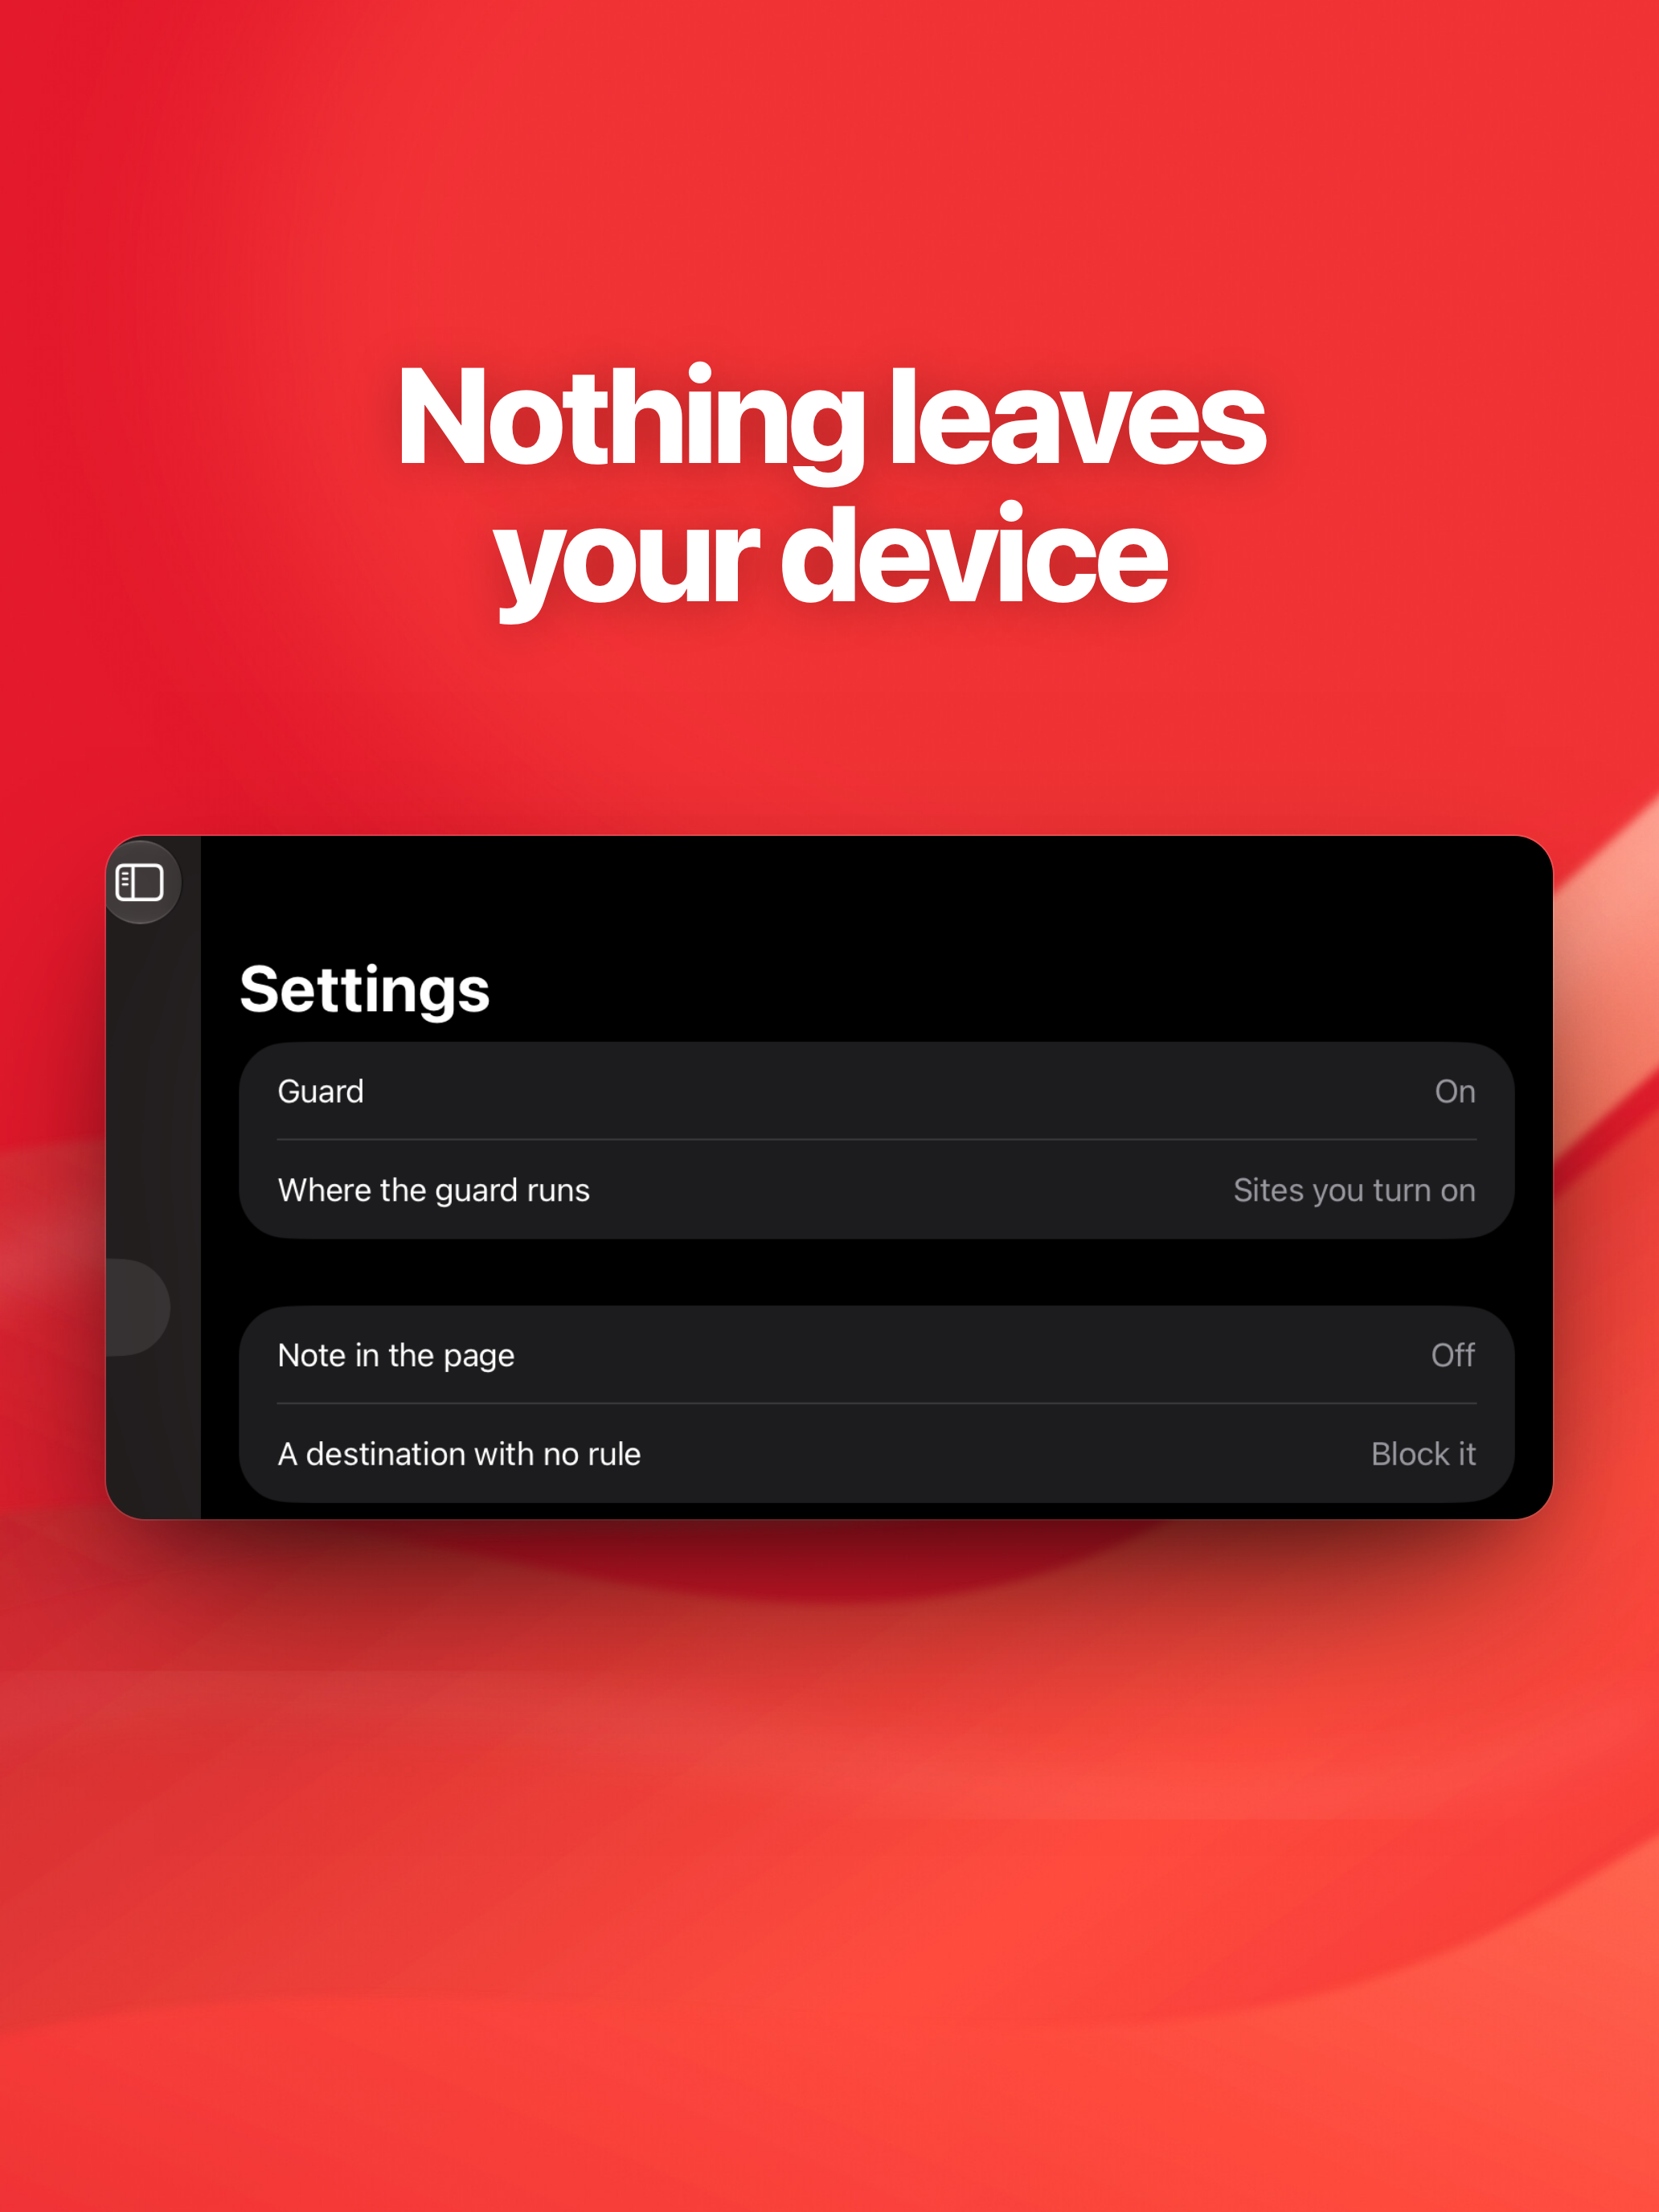 Nothing leaves
your device
Settings
Guard On
Where the guard runs Sites you turn on
Note in the page Off
A destination with no rule Block it